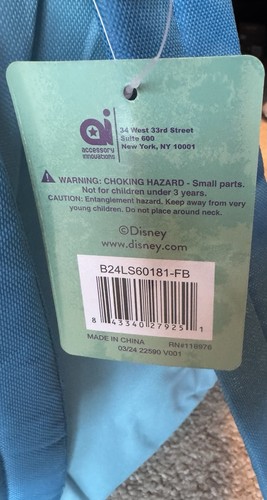 ai
accessory
innovations
34 West 33rd Street
Suite 600
New York, NY 10001
WARNING: CHOKING HAZARD - Small parts.
Not for children under 3 years.
CAUTION: Entanglement hazard, Keep away from very
young children. Do not place around neck.
©Disney
www.disney.com
B24LS60181-FB
8 43340 27925 1
MADE IN CHINA RN#118978
03/24 22590 V001